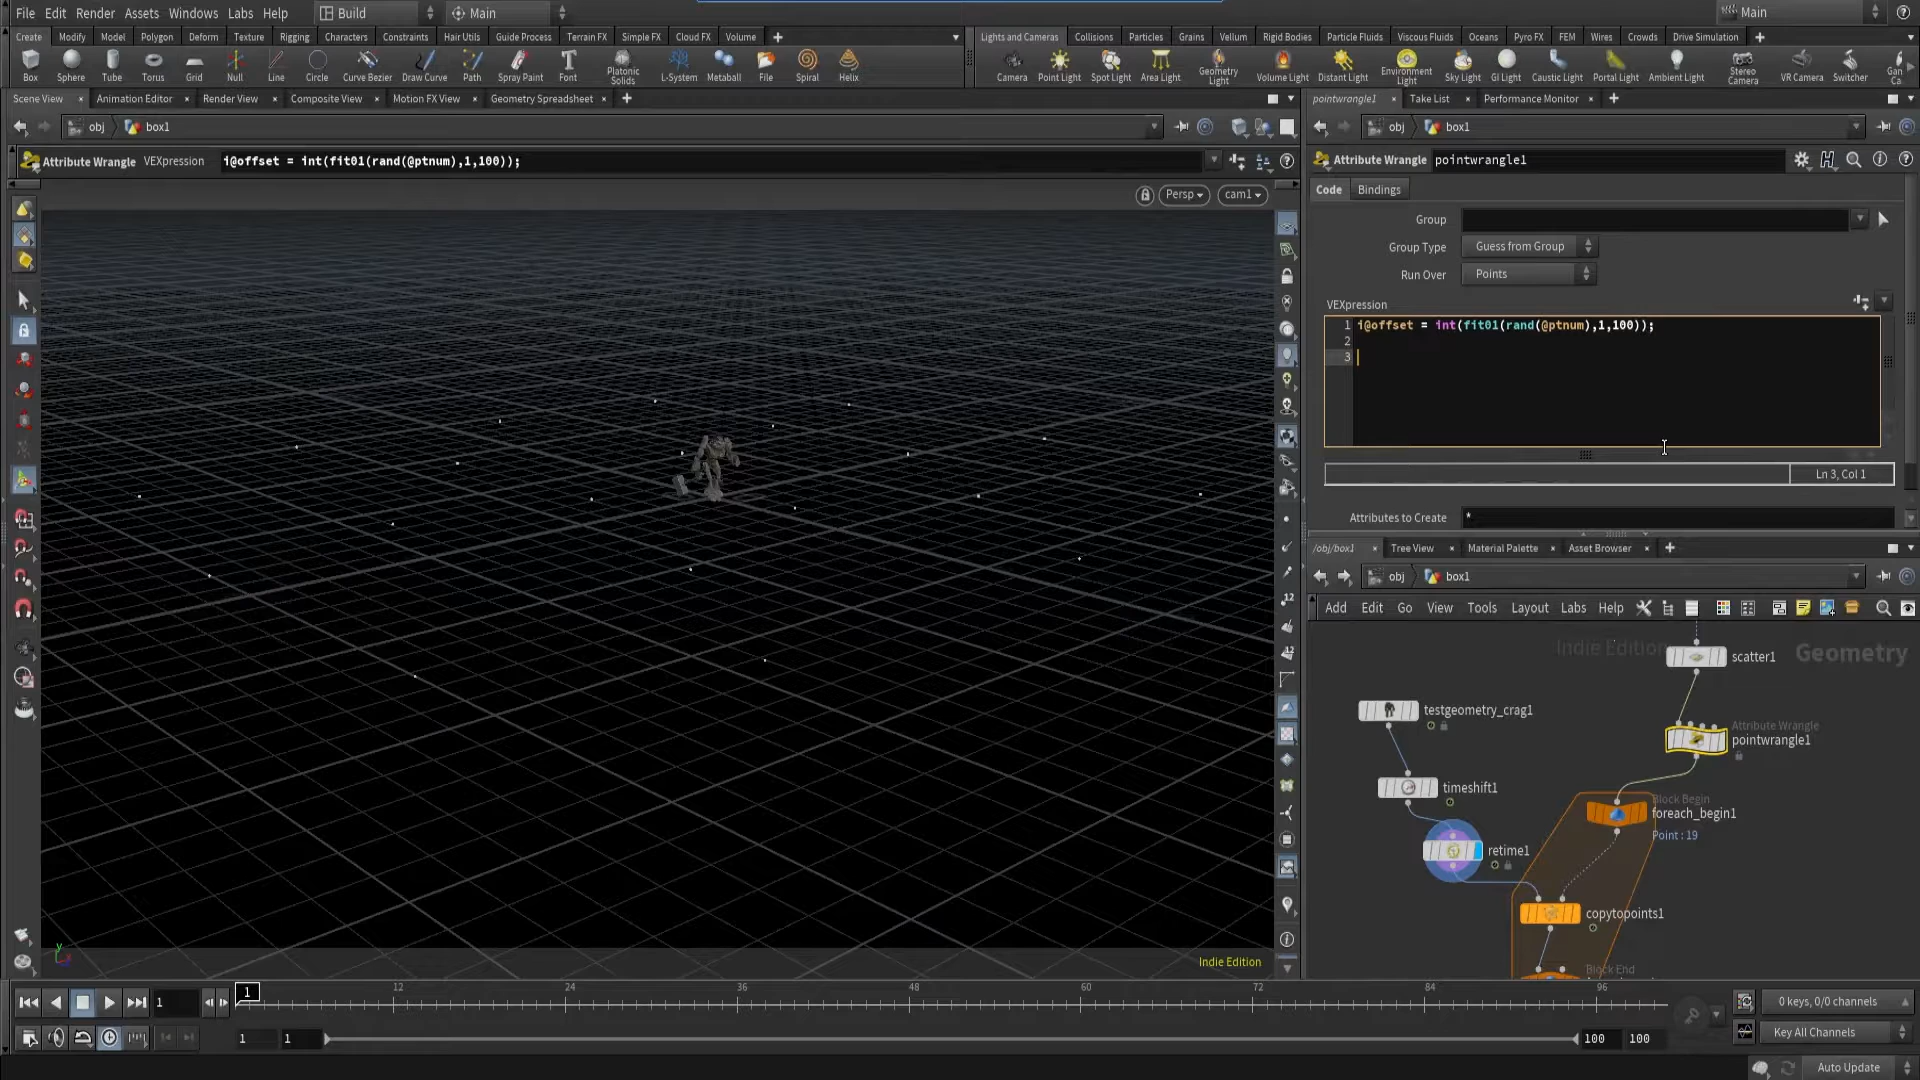 File Edit Render Assets Windows Labs Help Build Main Main
Create Modify Model Polygon Deform Texture Rigging Characters Constraints Hair Utils Guide Process Terrain FX Simple FX Cloud FX Volume
Lights and Cameras Collisions Particles Grains Vellum Rigid Bodies Particle Fluids Viscous Fluids Oceans Pyro FX FEM Wires Crowds Drive Simulation
Box Sphere Tube Torus Grid Null Line Circle Curve Bezier Draw Curve Path Spray Paint Font Platonic Solids L-System Metaball File Spiral Helix
Camera Point Light Spot Light Area Light Geometry Light Volume Light Distant Light Environment Light Sky Light GI Light Caustic Light Portal Light Ambient Light Stereo Camera VR Camera Switcher Gan Ca
Scene View Animation Editor Render View Composite View Motion FX View Geometry Spreadsheet
obj box1
Attribute Wrangle VEXpression i@offset = int(fit01(rand(@ptnum),1,100));
Persp cam1
Indie Edition
pointwrangle1 Take List Performance Monitor
obj box1
Attribute Wrangle pointwrangle1
Code Bindings
Group
Group Type Guess from Group
Run Over Points
VEXpression
1 i@offset = int(fit01(rand(@ptnum),1,100));
2
3
Ln 3, Col 1
Attributes to Create *
/obj/box1 Tree View Material Palette Asset Browser
obj box1
Add Edit Go View Tools Layout Labs Help
Indie Edition Geometry
scatter1
testgeometry_crag1
Attribute Wrangle
pointwrangle1
timeshift1
Block Begin
foreach_begin1
Point : 19
retime1
copytopoints1
Block End
1 1 12 24 36 48 60 72 84 96
0 keys, 0/0 channels
1 1 100 100
Key All Channels
Auto Update